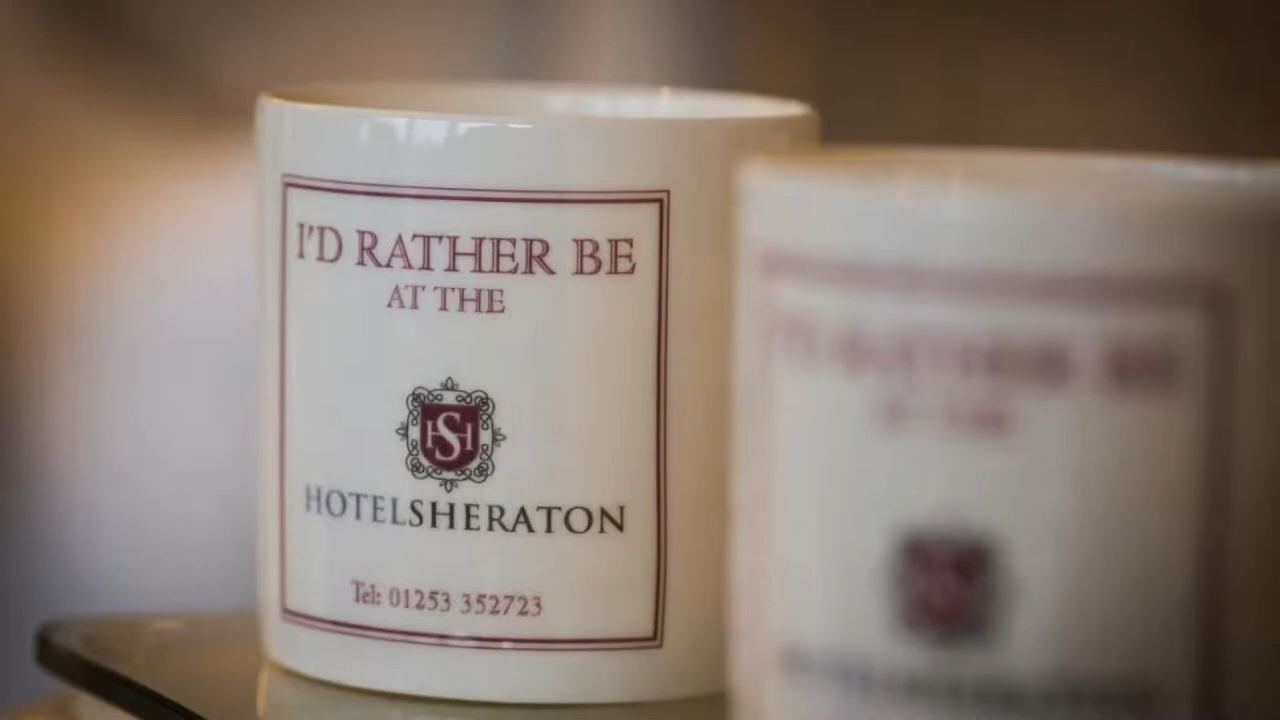 I'D RATHER BE
AT THE
HSH
HOTELSHERATON
Tel: 01253 352723